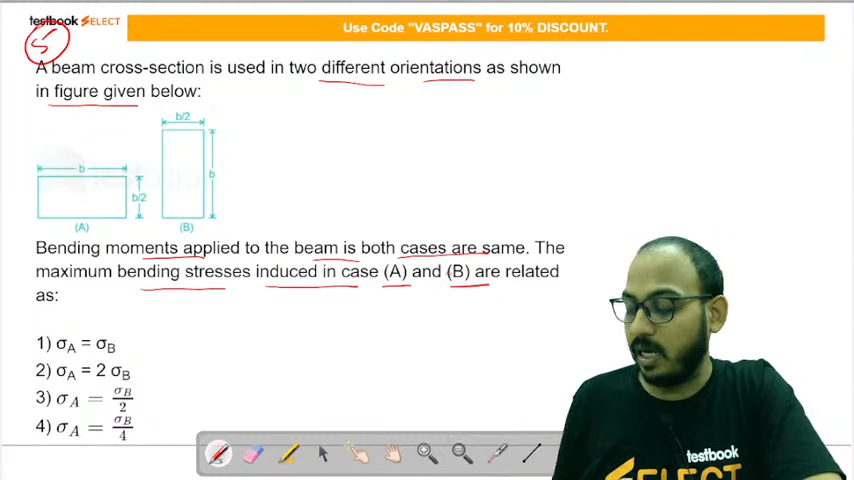 testbook SELECT
Use Code "VASPASS" for 10% DISCOUNT.
5
A beam cross-section is used in two different orientations as shown
in figure given below:
b/2
b
b
b/2
(A)
(B)
Bending moments applied to the beam is both cases are same. The
maximum bending stresses induced in case (A) and (B) are related
as:
1) σA = σB
2) σA = 2 σB
3) σA = σB/2
4) σA = σB/4
testbook
SELECT